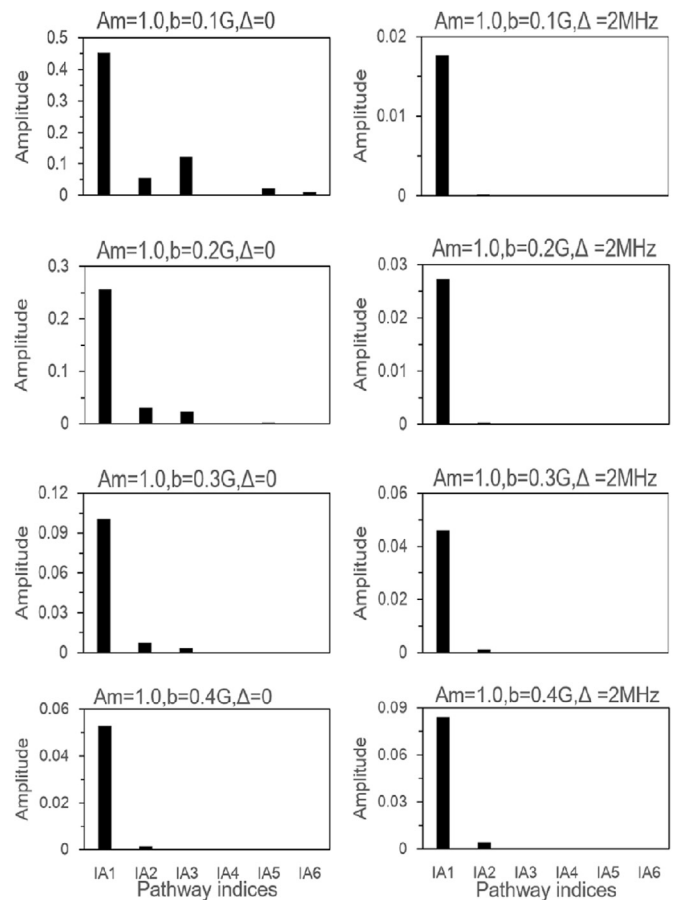 Am=1.0,b=0.1G,Δ=0
Amplitude
0.5
0.4
0.3
0.2
0.1
0
Am=1.0,b=0.1G,Δ =2MHz
Amplitude
0.02
0.01
0
Am=1.0,b=0.2G,Δ=0
Amplitude
0.3
0.2
0.1
0
Am=1.0,b=0.2G,Δ =2MHz
Amplitude
0.03
0.02
0.01
0
Am=1.0,b=0.3G,Δ=0
Amplitude
0.12
0.09
0.06
0.03
0
Am=1.0,b=0.3G,Δ =2MHz
Amplitude
0.06
0.04
0.02
0
Am=1.0,b=0.4G,Δ=0
Amplitude
0.06
0.04
0.02
0
IA1 IA2 IA3 IA4 IA5 IA6
Pathway indices
Am=1.0,b=0.4G,Δ =2MHz
Amplitude
0.09
0.06
0.03
0
IA1 IA2 IA3 IA4 IA5 IA6
Pathway indices